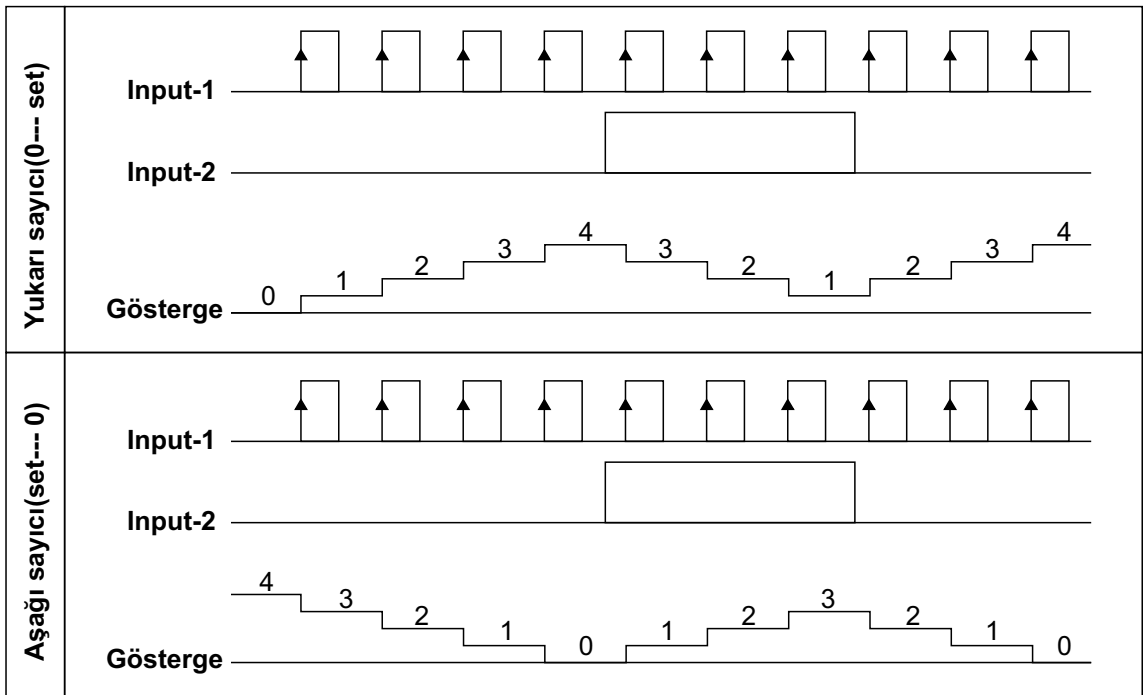 Yukarı sayıcı(0--- set)
Input-1
Input-2
0 1 2 3 4 3 2 1 2 3 4
Gösterge
Aşağı sayıcı(set--- 0)
Input-1
Input-2
4 3 2 1 0 1 2 3 2 1 0
Gösterge